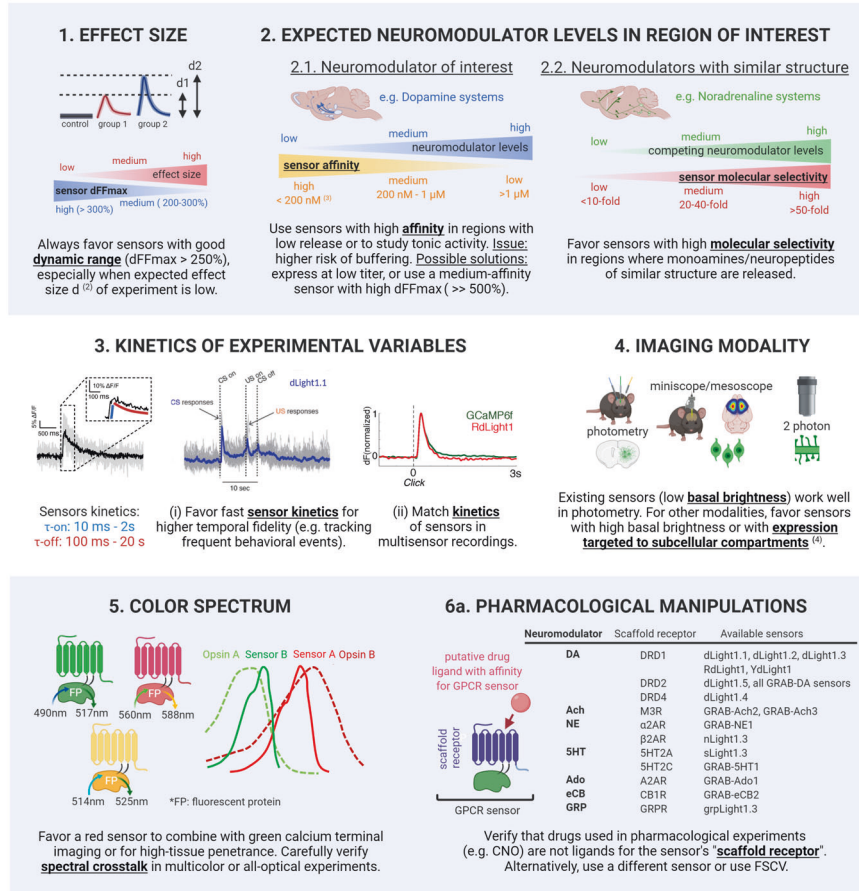 1. EFFECT SIZE
d2
d1
control
group 1
group 2
low
medium
high
effect size
sensor dFFmax
high (> 300%)
medium ( 200-300%)
Always favor sensors with good
dynamic range (dFFmax > 250%),
especially when expected effect
size d (2) of experiment is low.
2. EXPECTED NEUROMODULATOR LEVELS IN REGION OF INTEREST
2.1. Neuromodulator of interest
e.g. Dopamine systems
low
medium
high
neuromodulator levels
sensor affinity
high
< 200 nM (3)
medium
200 nM - 1 µM
low
>1 µM
Use sensors with high affinity in regions with
low release or to study tonic activity. Issue:
higher risk of buffering. Possible solutions:
express at low titer, or use a medium-affinity
sensor with high dFFmax ( >> 500%).
2.2. Neuromodulators with similar structure
e.g. Noradrenaline systems
low
medium
high
competing neuromodulator levels
sensor molecular selectivity
low
<10-fold
medium
20-40-fold
high
>50-fold
Favor sensors with high molecular selectivity
in regions where monoamines/neuropeptides
of similar structure are released.
3. KINETICS OF EXPERIMENTAL VARIABLES
10% ΔF/F
100 ms
5% ΔF/F
500 ms
Sensors kinetics:
τ-on: 10 ms - 2s
τ-off: 100 ms - 20 s
CS on
US on
CS off
dLight1.1
CS responses
US responses
10 sec
(i) Favor fast sensor kinetics for
higher temporal fidelity (e.g. tracking
frequent behavioral events).
dF(normalized)
1
0
GCaMP6f
RdLight1
0
Click
3s
(ii) Match kinetics
of sensors in
multisensor recordings.
4. IMAGING MODALITY
miniscope/mesoscope
photometry
2 photon
Existing sensors (low basal brightness) work well
in photometry. For other modalities, favor sensors
with high basal brightness or with expression
targeted to subcellular compartments (4).
5. COLOR SPECTRUM
FP
490nm
517nm
FP
560nm
588nm
FP
514nm
525nm
Opsin A
Sensor B
Sensor A
Opsin B
*FP: fluorescent protein
Favor a red sensor to combine with green calcium terminal
imaging or for high-tissue penetrance. Carefully verify
spectral crosstalk in multicolor or all-optical experiments.
6a. PHARMACOLOGICAL MANIPULATIONS
putative drug
ligand with affinity
for GPCR sensor
scaffold
receptor
GPCR sensor
Neuromodulator Scaffold receptor Available sensors
DA DRD1 dLight1.1, dLight1.2, dLight1.3
RdLight1, YdLight1
DRD2 dLight1.5, all GRAB-DA sensors
DRD4 dLight1.4
Ach M3R GRAB-Ach2, GRAB-Ach3
NE α2AR GRAB-NE1
β2AR nLight1.3
5HT 5HT2A sLight1.3
5HT2C GRAB-5HT1
Ado A2AR GRAB-Ado1
eCB CB1R GRAB-eCB2
GRP GRPR grpLight1.3
Verify that drugs used in pharmacological experiments
(e.g. CNO) are not ligands for the sensor's "scaffold receptor".
Alternatively, use a different sensor or use FSCV.